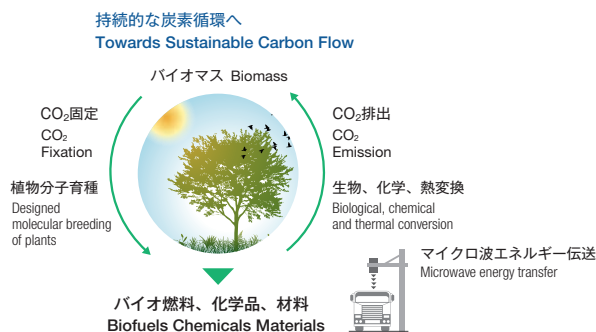 持続的な炭素循環へ
Towards Sustainable Carbon Flow
バイオマス Biomass
CO₂固定
CO₂
Fixation
植物分子育種
Designed
molecular breeding
of plants
CO₂排出
CO₂
Emission
生物、化学、熱変換
Biological, chemical
and thermal conversion
マイクロ波エネルギー伝送
Microwave energy transfer
バイオ燃料、化学品、材料
Biofuels Chemicals Materials